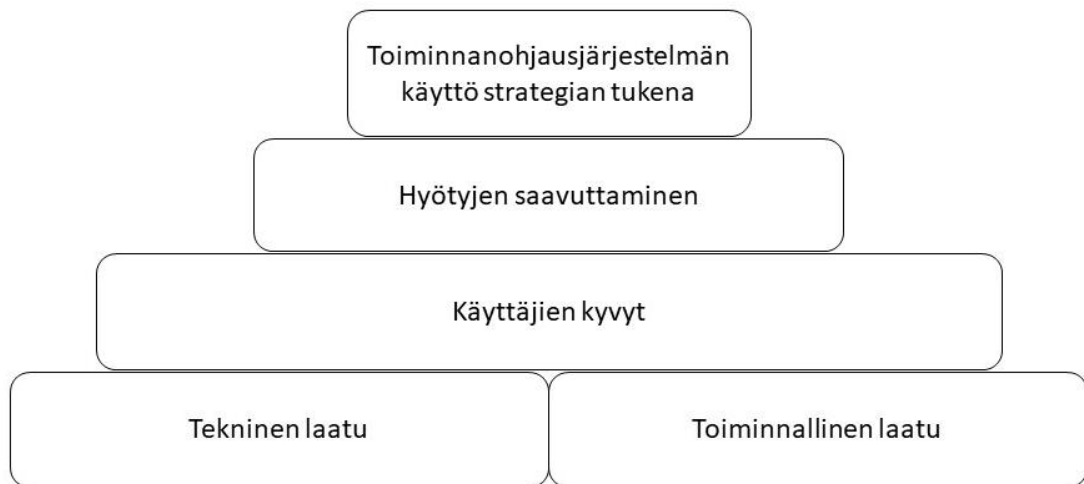 Toiminnanohjausjärjestelmän
käyttö strategian tukena
Hyötyjen saavuttaminen
Käyttäjien kyvyt
Tekninen laatu
Toiminnallinen laatu